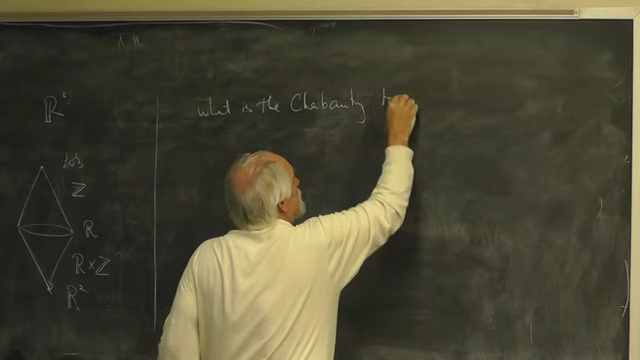 ℝ²
what is the Chabauty
{0}
ℤ
ℝ
ℝ×ℤ
ℝ²